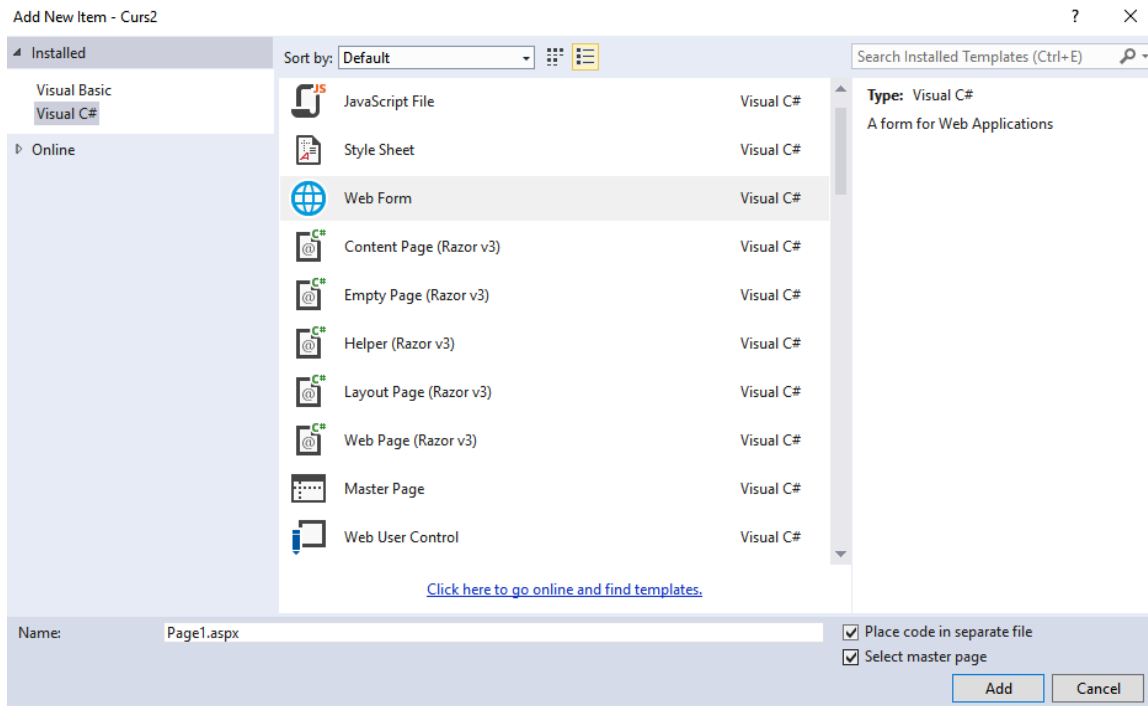 Add New Item - Curs2
? X
Installed
Visual Basic
Visual C#
Online
Sort by: Default
JS JavaScript File Visual C#
A Style Sheet Visual C#
Web Form Visual C#
C# @ Content Page (Razor v3) Visual C#
C# @ Empty Page (Razor v3) Visual C#
C# @ Helper (Razor v3) Visual C#
C# @ Layout Page (Razor v3) Visual C#
C# @ Web Page (Razor v3) Visual C#
Master Page Visual C#
Web User Control Visual C#
Click here to go online and find templates.
Search Installed Templates (Ctrl+E)
Type: Visual C#
A form for Web Applications
Name: Page1.aspx
Place code in separate file
Select master page
Add Cancel